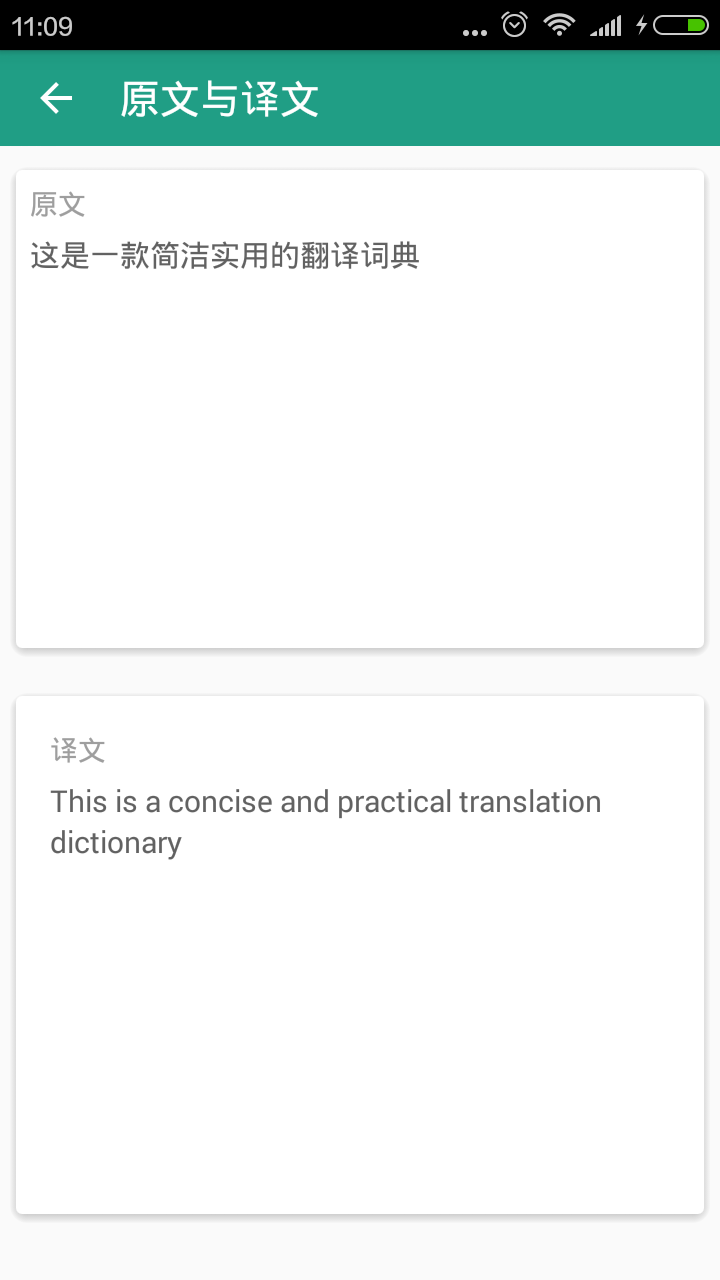 11:09
原文与译文
原文
这是一款简洁实用的翻译词典
译文
This is a concise and practical translation
dictionary